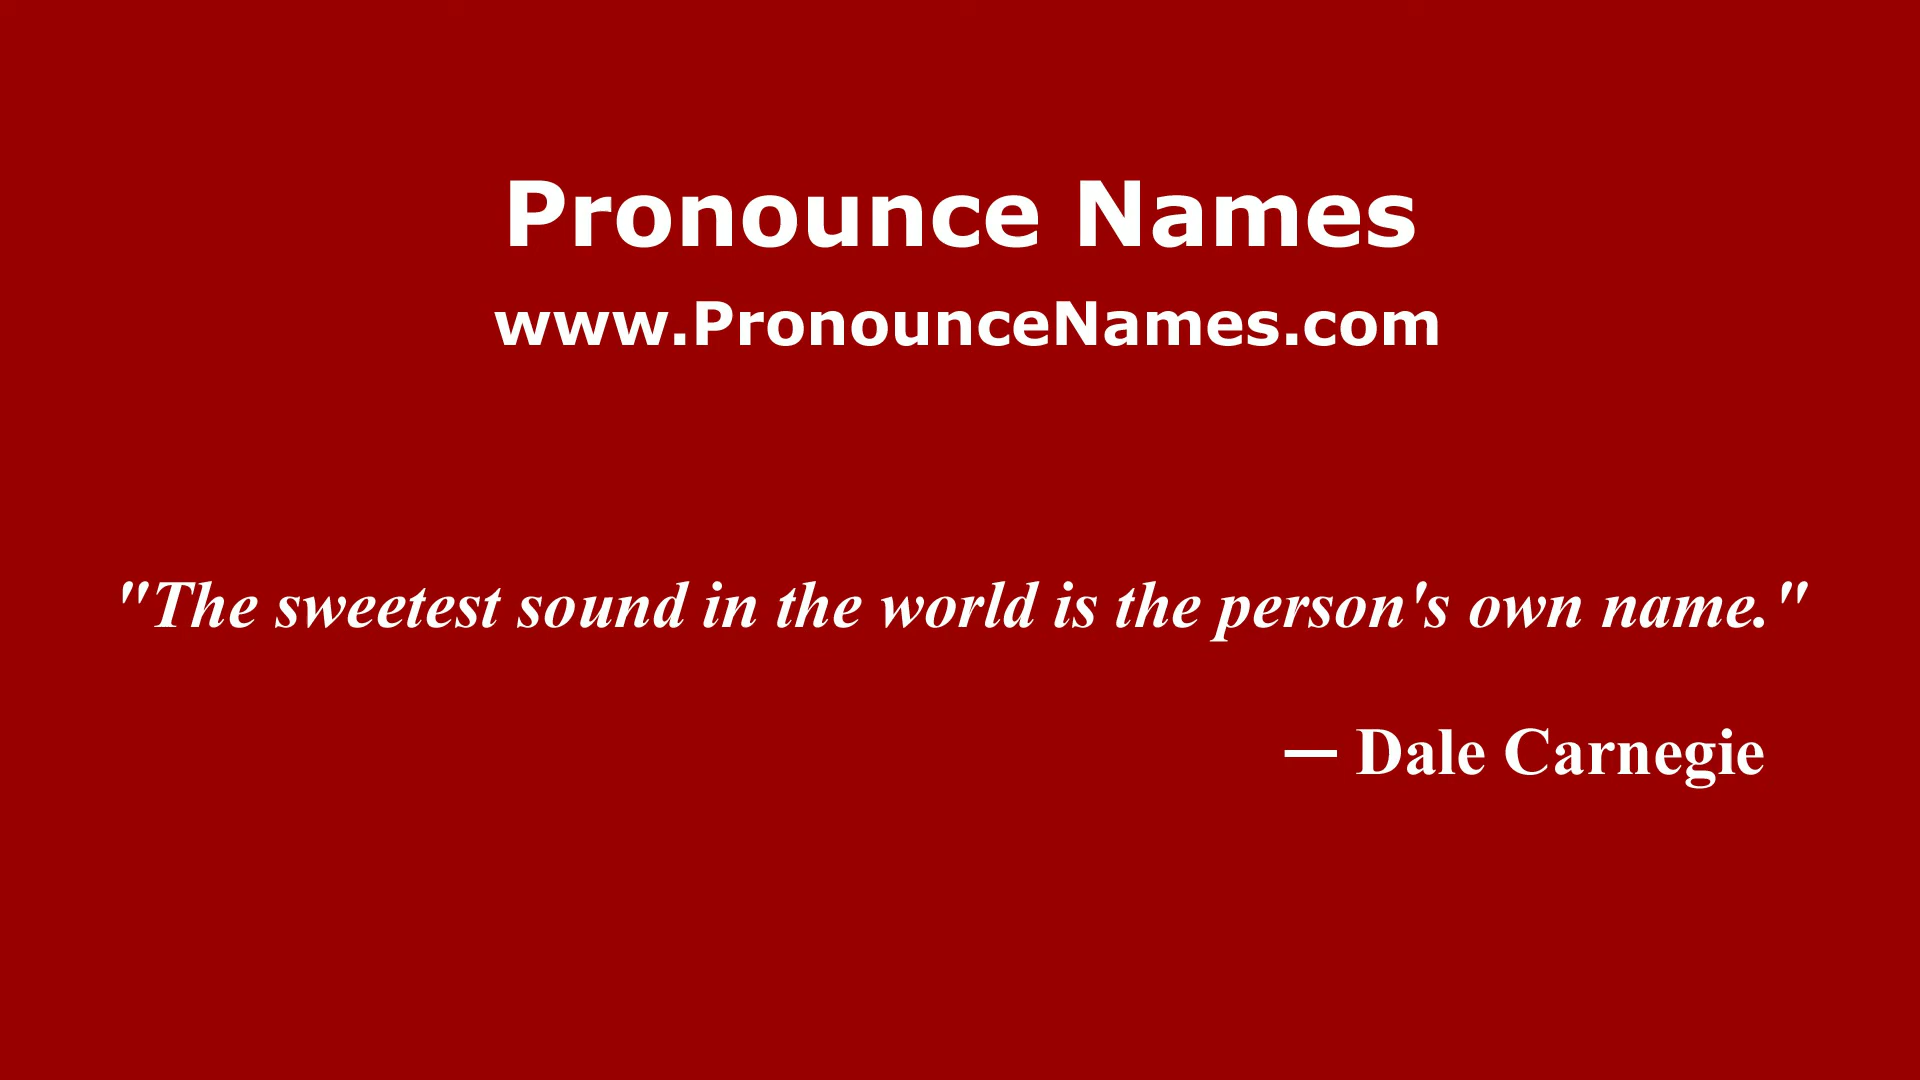 Pronounce Names
www.PronounceNames.com
"The sweetest sound in the world is the person's own name."
— Dale Carnegie